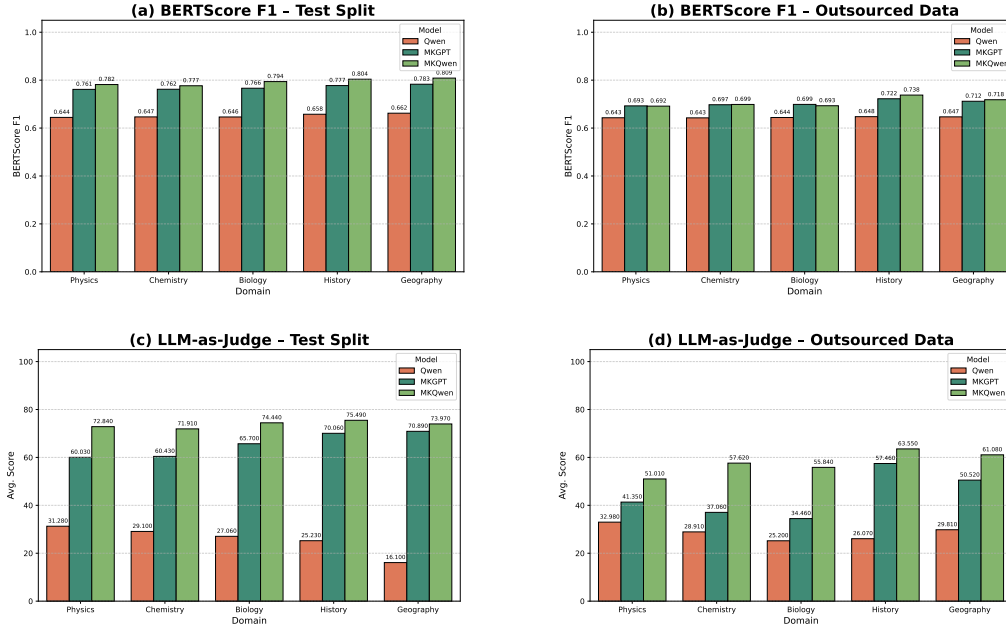 (a) BERTScore F1 – Test Split
1.0
0.8
0.6
0.4
0.2
0.0
BERTScore F1
Model
Qwen
MKGPT
MKQwen
0.644
0.761
0.782
0.647
0.762
0.777
0.646
0.766
0.794
0.658
0.777
0.804
0.662
0.783
0.809
Physics
Chemistry
Biology
History
Geography
Domain
(b) BERTScore F1 – Outsourced Data
1.0
0.8
0.6
0.4
0.2
0.0
BERTScore F1
Model
Qwen
MKGPT
MKQwen
0.643
0.693
0.692
0.643
0.697
0.699
0.644
0.699
0.693
0.648
0.722
0.738
0.647
0.712
0.718
Physics
Chemistry
Biology
History
Geography
Domain
(c) LLM-as-Judge – Test Split
100
80
60
40
20
0
Avg. Score
Model
Qwen
MKGPT
MKQwen
31.280
60.030
72.840
29.100
60.430
71.910
27.060
65.700
74.440
25.230
70.060
75.490
16.100
70.890
73.970
Physics
Chemistry
Biology
History
Geography
Domain
(d) LLM-as-Judge – Outsourced Data
100
80
60
40
20
0
Avg. Score
Model
Qwen
MKGPT
MKQwen
32.980
41.350
51.010
28.910
37.060
57.620
25.200
34.460
55.840
26.070
57.460
63.550
29.810
50.520
61.080
Physics
Chemistry
Biology
History
Geography
Domain